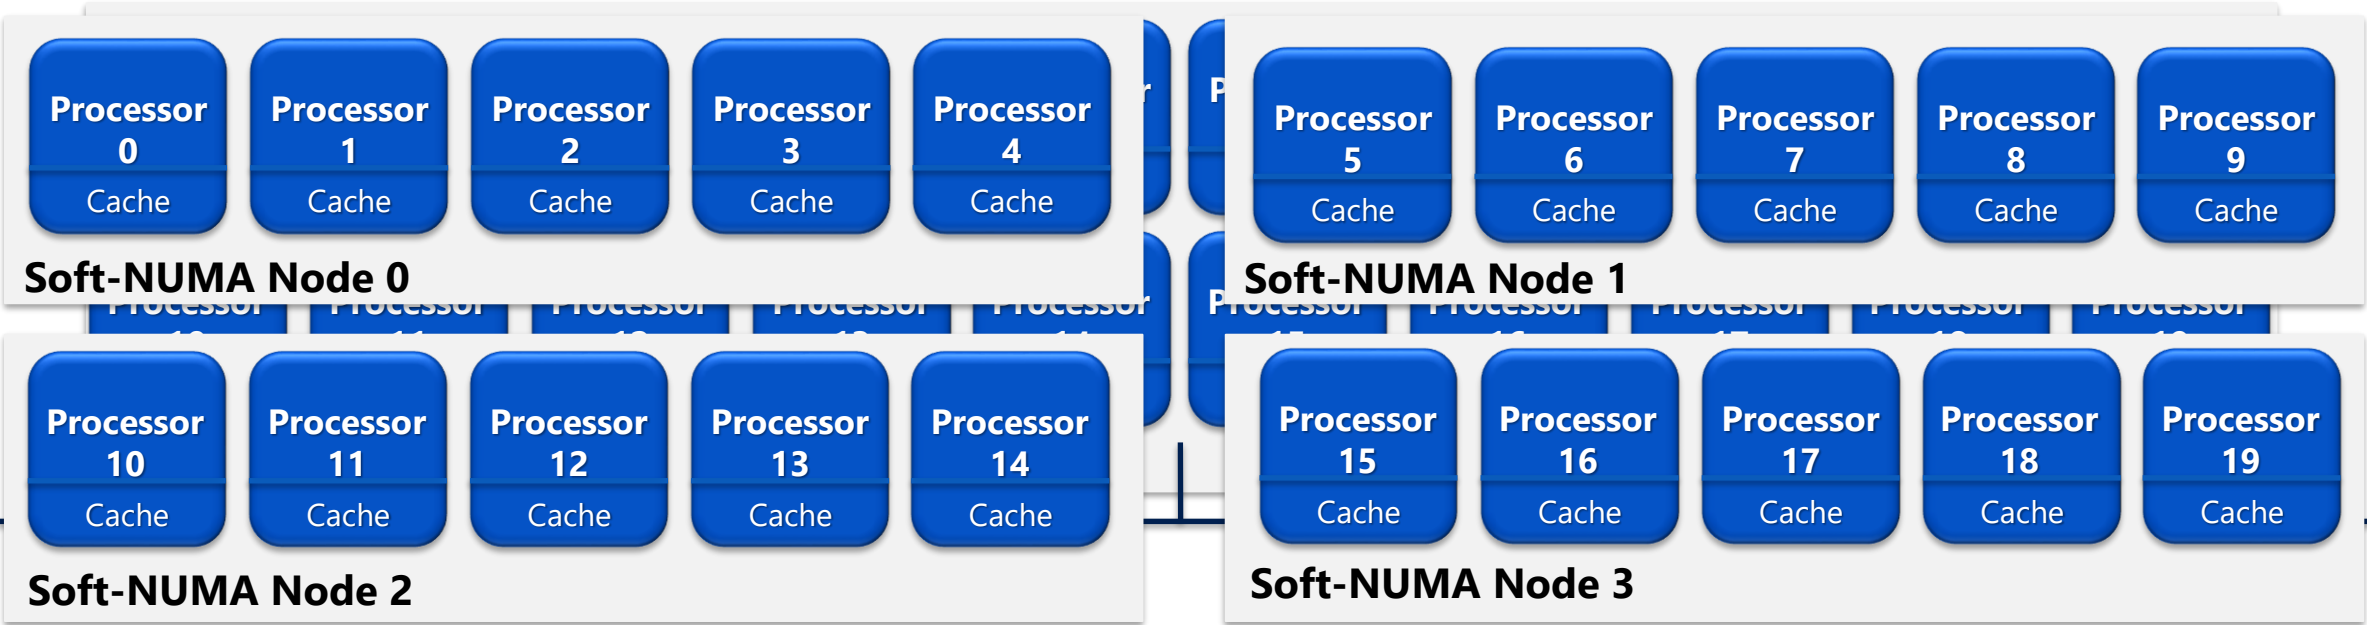 Processor
0
Cache
Processor
1
Cache
Processor
2
Cache
Processor
3
Cache
Processor
4
Cache
Soft-NUMA Node 0
Processor
5
Cache
Processor
6
Cache
Processor
7
Cache
Processor
8
Cache
Processor
9
Cache
Soft-NUMA Node 1
Processor
10
Cache
Processor
11
Cache
Processor
12
Cache
Processor
13
Cache
Processor
14
Cache
Soft-NUMA Node 2
Processor
15
Cache
Processor
16
Cache
Processor
17
Cache
Processor
18
Cache
Processor
19
Cache
Soft-NUMA Node 3